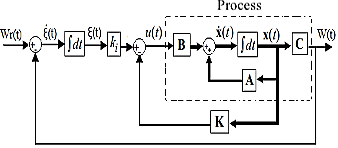 Process
Wr(t) ξ̇(t) ∫dt ξ(t) kᵢ u(t) B ẋ(t) ∫dt x(t) C W(t)
A
K